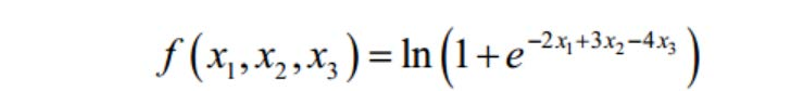 f(x₁,x₂,x₃)=ln(1+e^{-2x₁+3x₂-4x₃})